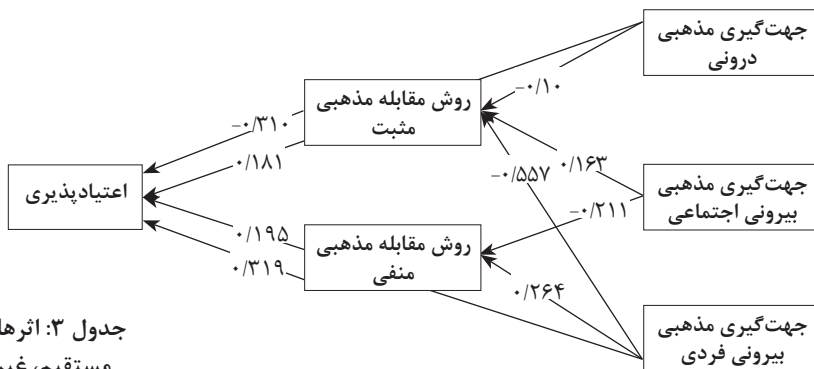 جهت‌گیری مذهبی
درونی
روش مقابله مذهبی
مثبت
-۰/۱۰
-۰/۳۱۰
۰/۱۸۱
۰/۱۶۳
-۰/۵۵۷
جهت‌گیری مذهبی
بیرونی اجتماعی
اعتیادپذیری
-۰/۲۱۱
۰/۱۹۵
روش مقابله مذهبی
منفی
۰/۳۱۹
۰/۲۶۴
جهت‌گیری مذهبی
بیرونی فردی
جدول ۳: اثرها